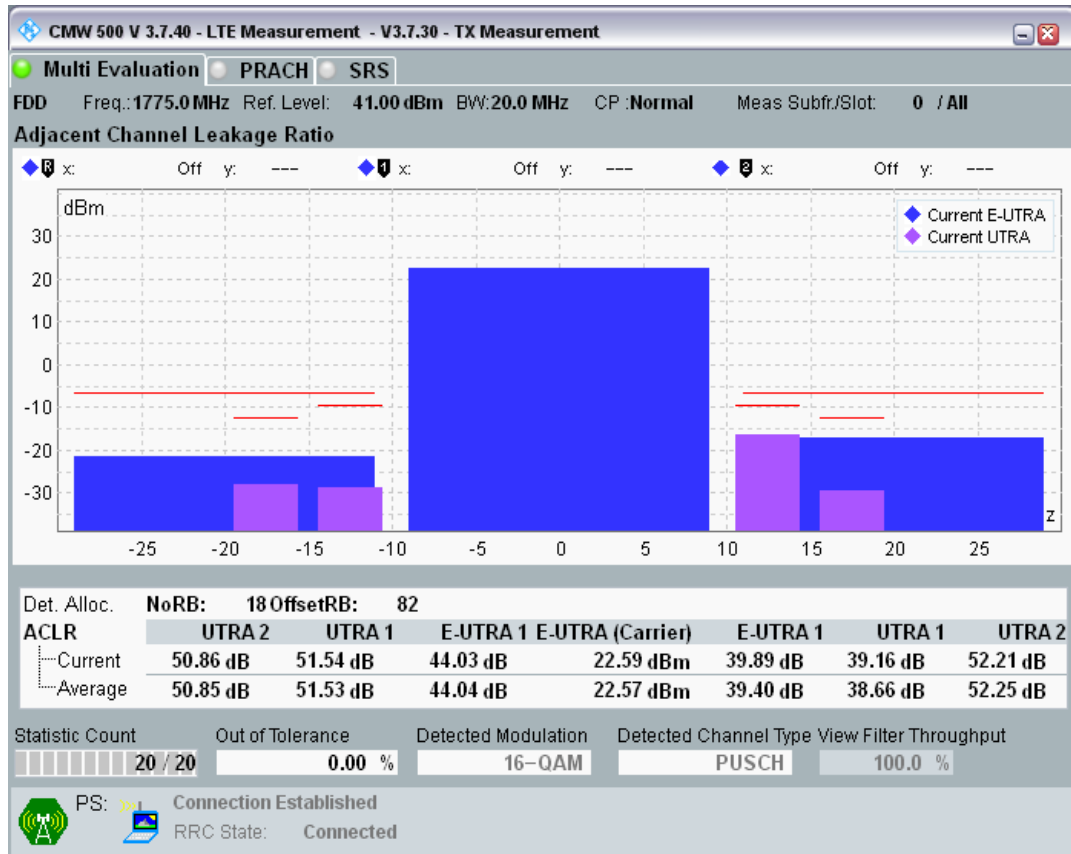 CMW 500 V 3.7.40 - LTE Measurement - V3.7.30 - TX Measurement
Multi Evaluation PRACH SRS
FDD Freq.:1775.0 MHz Ref. Level: 41.00 dBm BW:20.0 MHz CP :Normal Meas Subfr./Slot: 0 / All
Adjacent Channel Leakage Ratio
R x: Off y: --- 1 x: Off y: --- 2 x: Off y: ---
dBm
Current E-UTRA
Current UTRA
30
20
10
0
-10
-20
-30
z
-25 -20 -15 -10 -5 0 5 10 15 20 25
Det. Alloc. NoRB: 18 OffsetRB: 82
ACLR UTRA 2 UTRA 1 E-UTRA 1 E-UTRA (Carrier) E-UTRA 1 UTRA 1 UTRA 2
Current 50.86 dB 51.54 dB 44.03 dB 22.59 dBm 39.89 dB 39.16 dB 52.21 dB
Average 50.85 dB 51.53 dB 44.04 dB 22.57 dBm 39.40 dB 38.66 dB 52.25 dB
Statistic Count Out of Tolerance Detected Modulation Detected Channel Type View Filter Throughput
20 / 20 0.00 % 16-QAM PUSCH 100.0 %
PS: Connection Established
RRC State: Connected